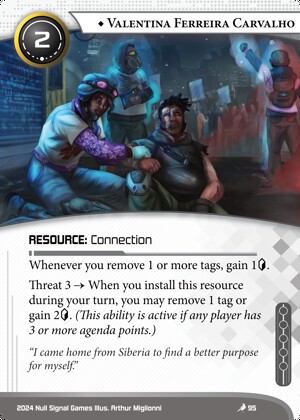 2
◆ Valentina Ferreira Carvalho
RESOURCE: Connection
Whenever you remove 1 or more tags, gain 1.
Threat 3 → When you install this resource
during your turn, you may remove 1 tag or
gain 2. (This ability is active if any player has
3 or more agenda points.)
“I came home from Siberia to find a better purpose
for myself.”
2024 Null Signal Games Illus. Arthur Miglionni
95